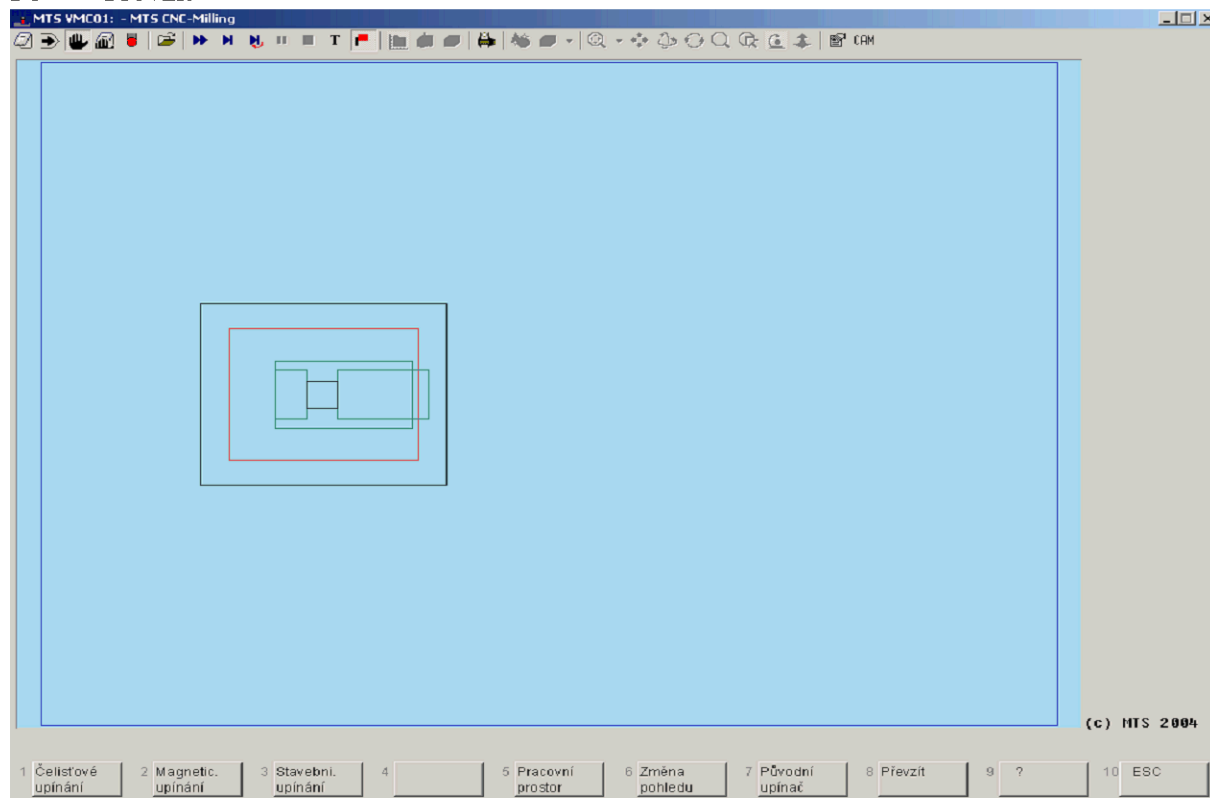 MTS VMC01: - MTS CNC-Milling
T CAM
(c) MTS 2004
1 Čelisťové upínání 2 Magnetic. upínání 3 Stavebni. upínání 4 5 Pracovní prostor 6 Změna pohledu 7 Původní upínač 8 Převzít 9 ? 10 ESC